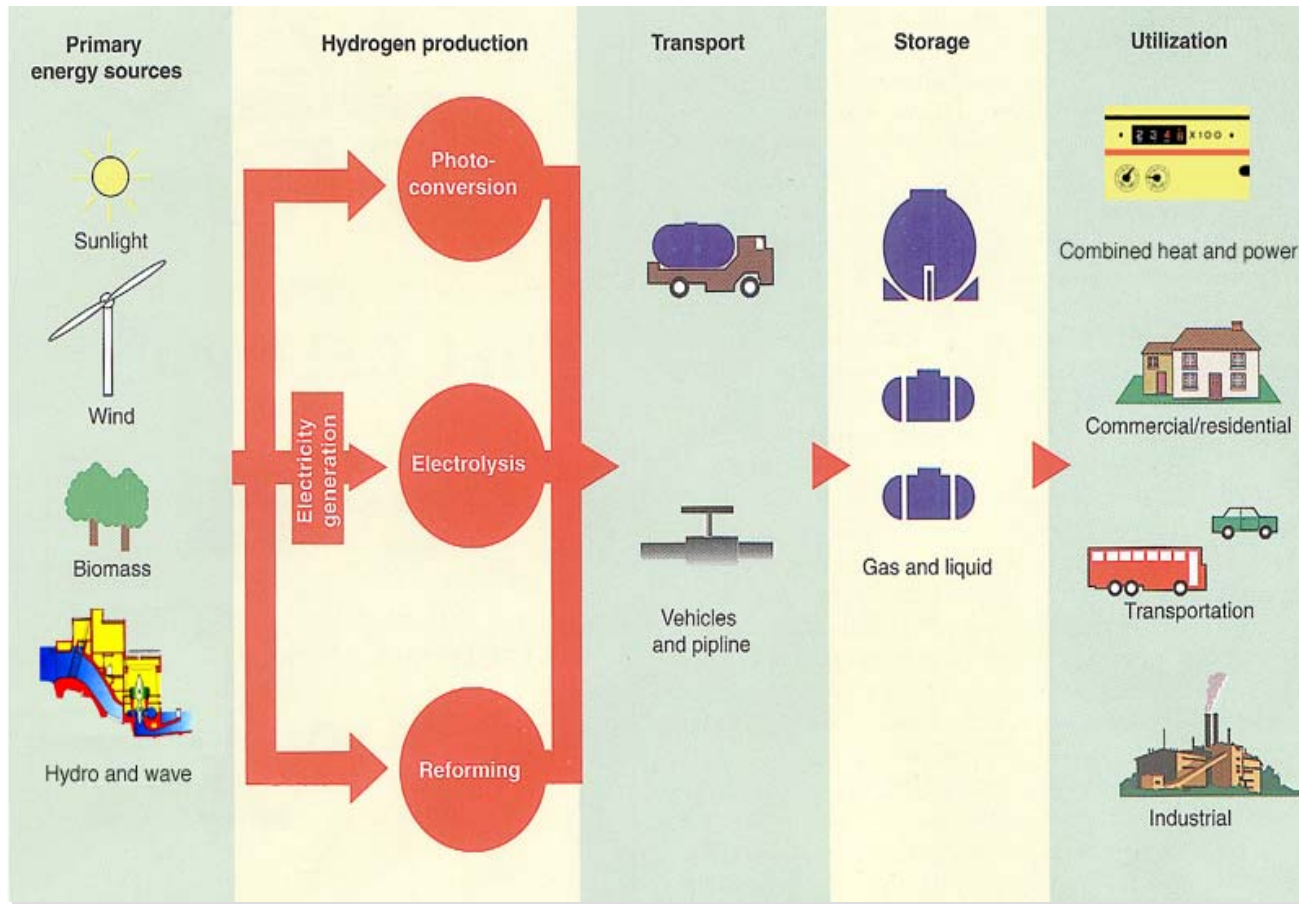 Primary
energy sources
Hydrogen production
Transport
Storage
Utilization
Sunlight
Wind
Biomass
Hydro and wave
Photo-
conversion
Electricity
generation
Electrolysis
Reforming
Vehicles
and pipline
Gas and liquid
X100
Combined heat and power
Commercial/residential
Transportation
Industrial